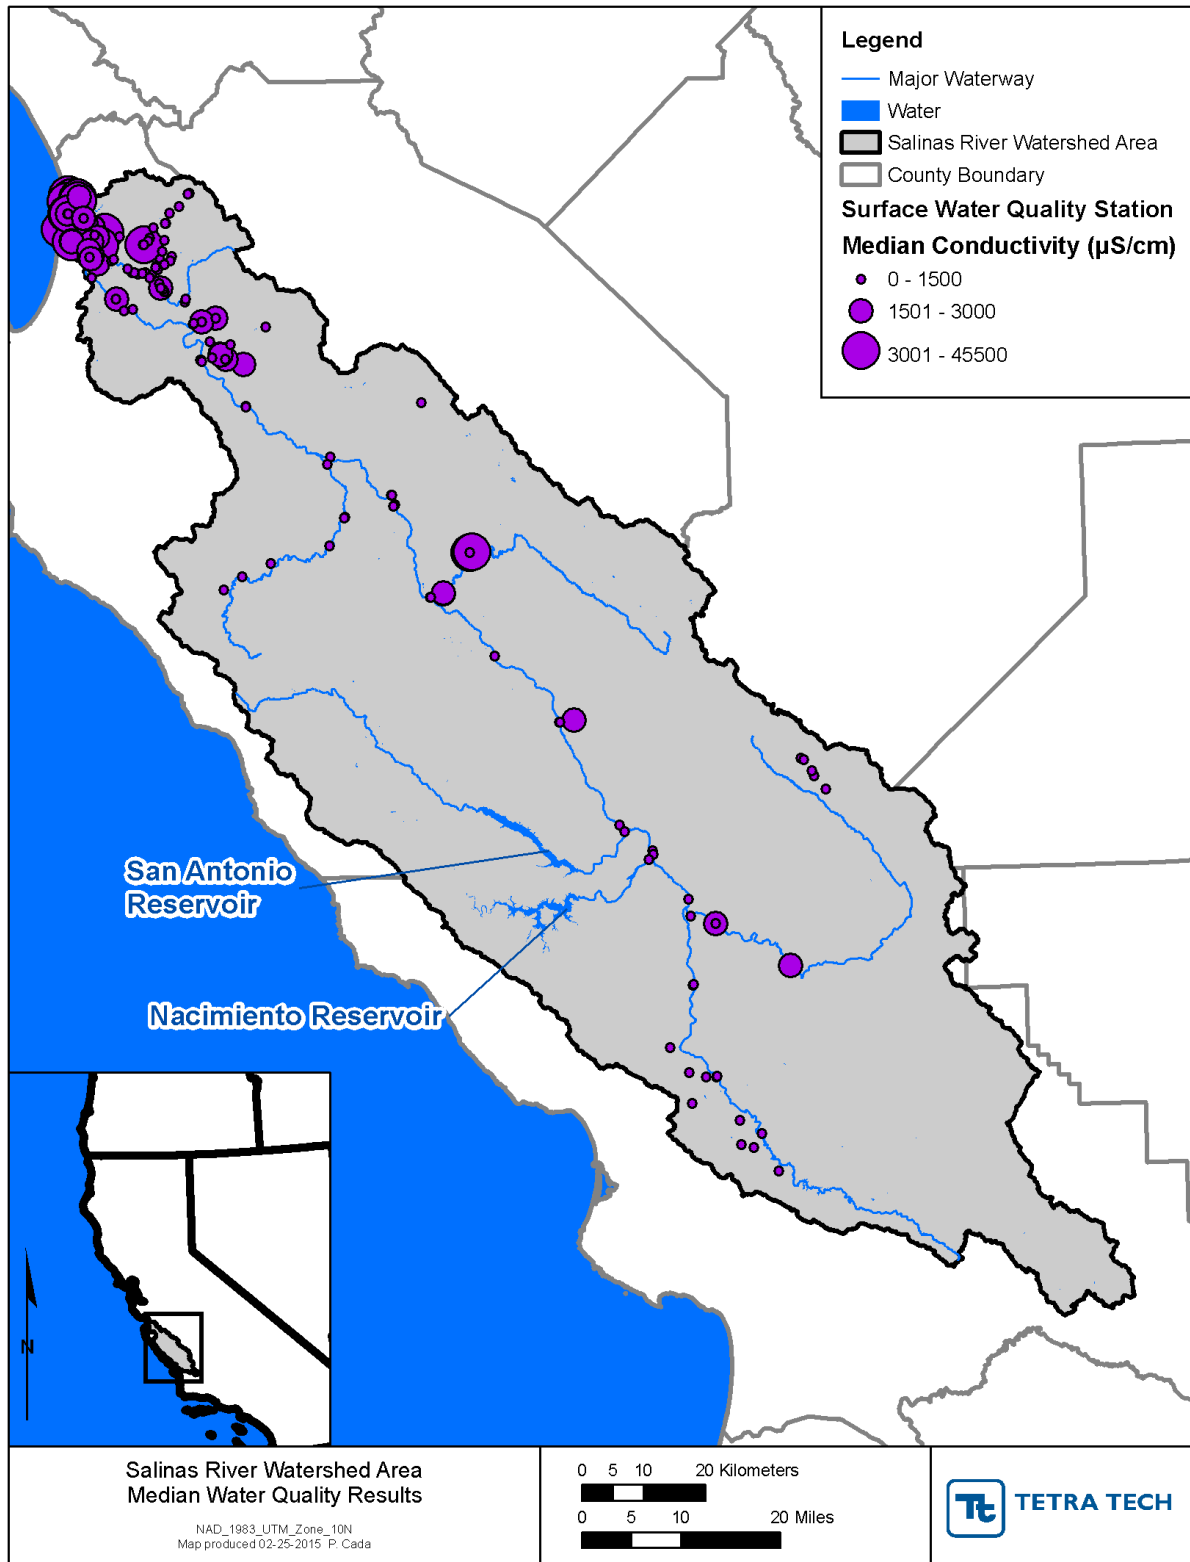 Legend
Major Waterway
Water
Salinas River Watershed Area
County Boundary
Surface Water Quality Station
Median Conductivity (µS/cm)
0 - 1500
1501 - 3000
3001 - 45500
San Antonio
Reservoir
Nacimiento Reservoir
N
Salinas River Watershed Area
Median Water Quality Results
NAD_1983_UTM_Zone_10N
Map produced 02-25-2015 P. Cada
0 5 10 20 Kilometers
0 5 10 20 Miles
Tt TETRA TECH